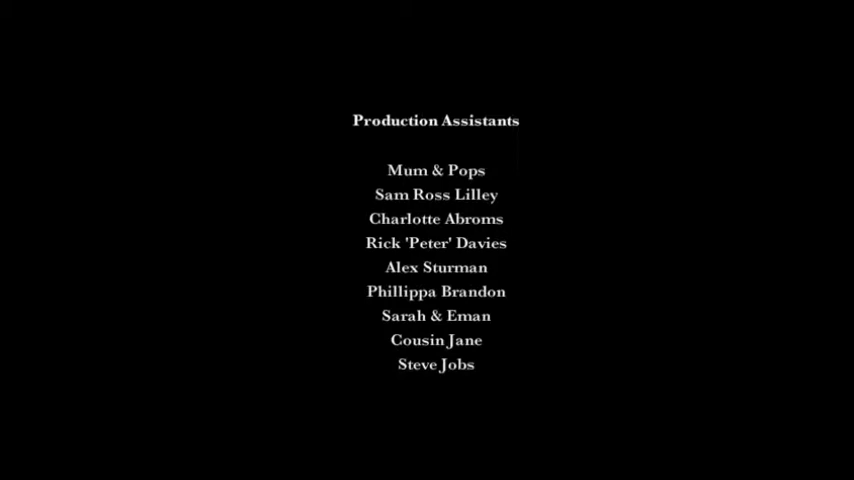 Production Assistants
Mum & Pops
Sam Ross Lilley
Charlotte Abroms
Rick 'Peter' Davies
Alex Sturman
Phillippa Brandon
Sarah & Eman
Cousin Jane
Steve Jobs